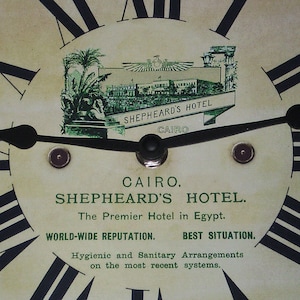 SHEPHEARD'S HOTEL
CAIRO
CAIRO.
SHEPHEARD'S HOTEL.
The Premier Hotel in Egypt.
WORLD-WIDE REPUTATION. BEST SITUATION.
Hygienic and Sanitary Arrangements
on the most recent systems.